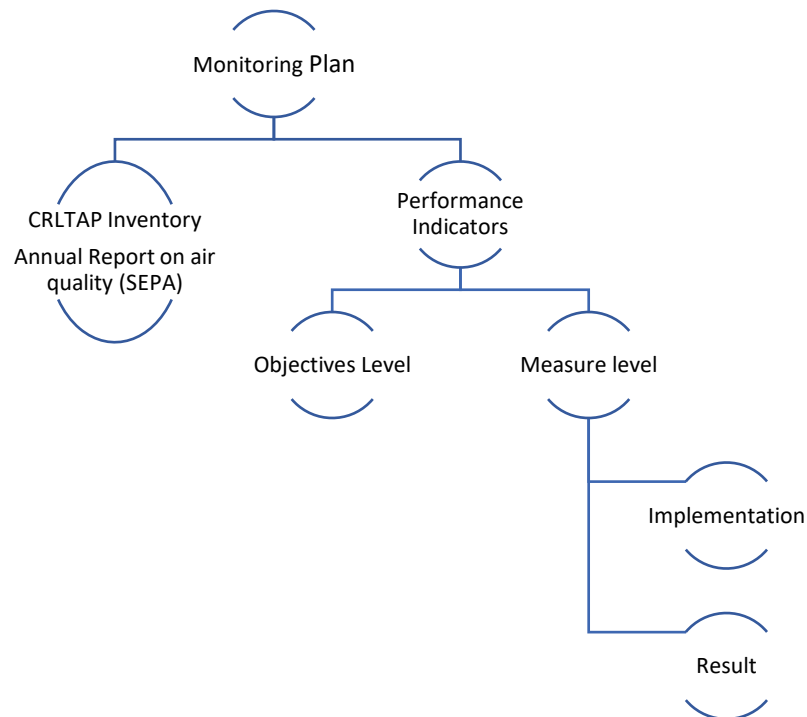 Monitoring Plan
CRLTAP Inventory
Annual Report on air
quality (SEPA)
Performance
Indicators
Objectives Level
Measure level
Implementation
Result